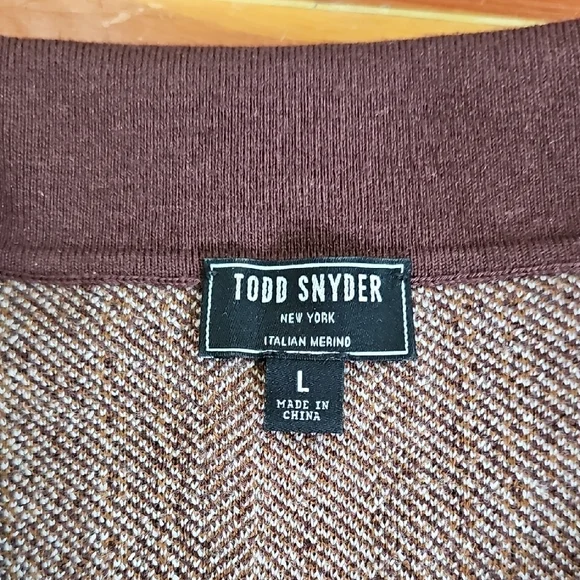 TODD SNYDER
NEW YORK
ITALIAN MERINO
L
MADE IN
CHINA